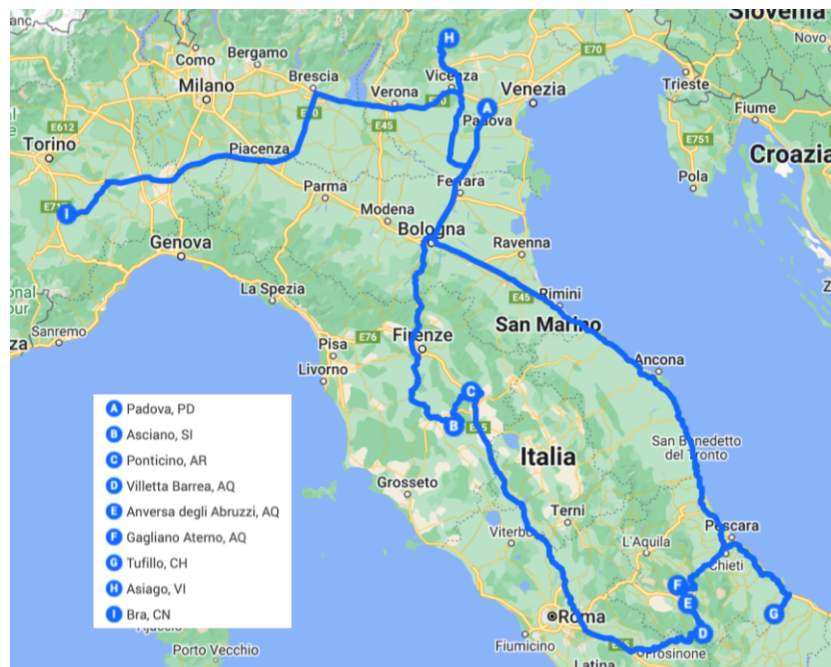 Slovenia
Como
Bergamo
Novo
Milano
Brescia
Verona
Vicenza
Venezia
E70
Trieste
Fiume
E612
Torino
E45
Padova
A
H
Piacenza
Ferrara
E751
Croazia
Pola
Parma
Modena
I
Genova
Bologna
Ravenna
La Spezia
E45
Rimini
Sanremo
Pisa
E76
Firenze
San Marino
Livorno
Ancona
C
B
San Benedetto
del Tronto
Italia
Grosseto
Terni
Viterbo
L'Aquila
Pescara
Chieti
F
E
G
D
Roma
Fiumicino
Frosinone
Latina
Porto Vecchio
A Padova, PD
B Asciano, SI
C Ponticino, AR
D Villetta Barrea, AQ
E Anversa degli Abruzzi, AQ
F Gagliano Aterno, AQ
G Tufillo, CH
H Asiago, VI
I Bra, CN